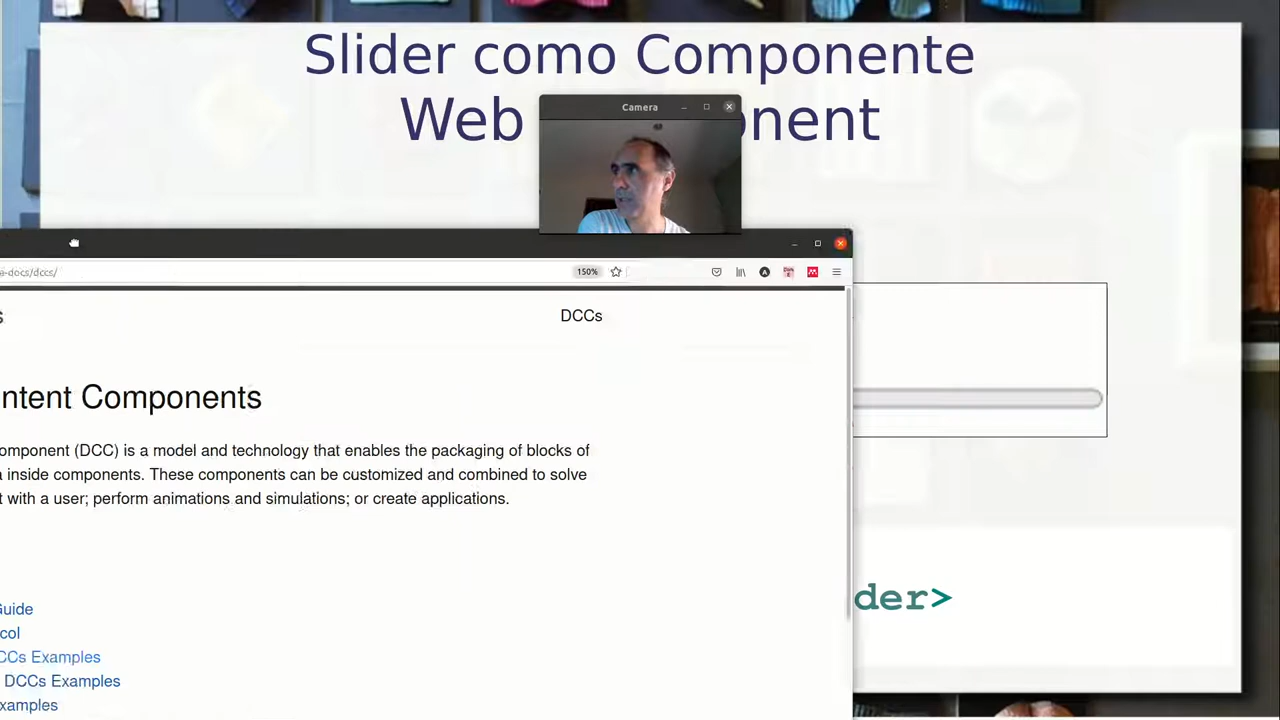 Slider como Componente
Web
nent
Camera
a-docs/dccs/
150%
s
DCCs
ntent Components
omponent (DCC) is a model and technology that enables the packaging of blocks of
a inside components. These components can be customized and combined to solve
t with a user; perform animations and simulations; or create applications.
Guide
col
CCs Examples
DCCs Examples
xamples
der>